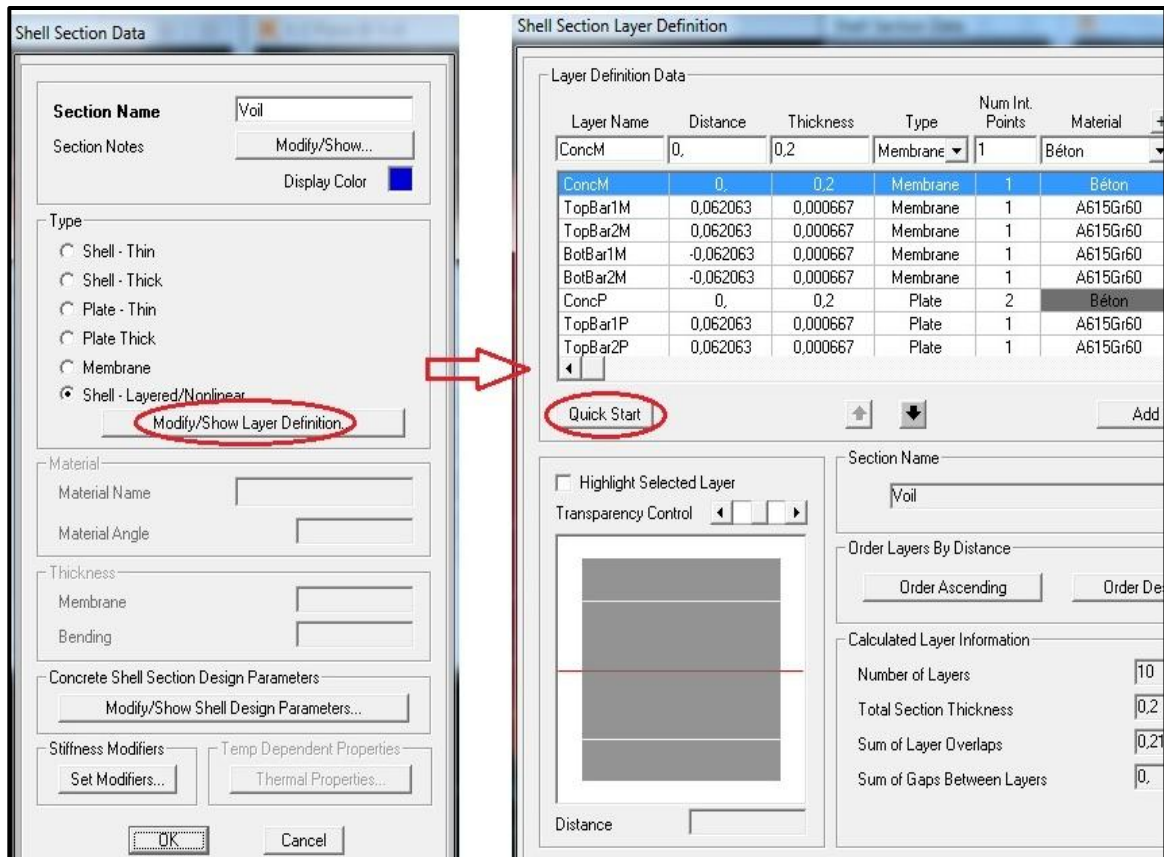 Shell Section Data
Section Name Voil
Section Notes Modify/Show...
Display Color
Type
Shell - Thin
Shell - Thick
Plate - Thin
Plate Thick
Membrane
Shell - Layered/Nonlinear
Modify/Show Layer Definition.
Material
Material Name
Material Angle
Thickness
Membrane
Bending
Concrete Shell Section Design Parameters
Modify/Show Shell Design Parameters...
Stiffness Modifiers Temp Dependent Properties
Set Modifiers... Thermal Properties...
OK Cancel
Shell Section Layer Definition
Layer Definition Data
Num Int.
Layer Name Distance Thickness Type Points Material +
ConcM 0, 0,2 Membrane 1 Béton
ConcM 0, 0,2 Membrane 1 Béton
TopBar1M 0,062063 0,000667 Membrane 1 A615Gr60
TopBar2M 0,062063 0,000667 Membrane 1 A615Gr60
BotBar1M -0,062063 0,000667 Membrane 1 A615Gr60
BotBar2M -0,062063 0,000667 Membrane 1 A615Gr60
ConcP 0, 0,2 Plate 2 Béton
TopBar1P 0,062063 0,000667 Plate 1 A615Gr60
TopBar2P 0,062063 0,000667 Plate 1 A615Gr60
Quick Start Add
Highlight Selected Layer
Transparency Control
Distance
Section Name
Voil
Order Layers By Distance
Order Ascending Order De
Calculated Layer Information
Number of Layers 10
Total Section Thickness 0,2
Sum of Layer Overlaps 0,21
Sum of Gaps Between Layers 0,